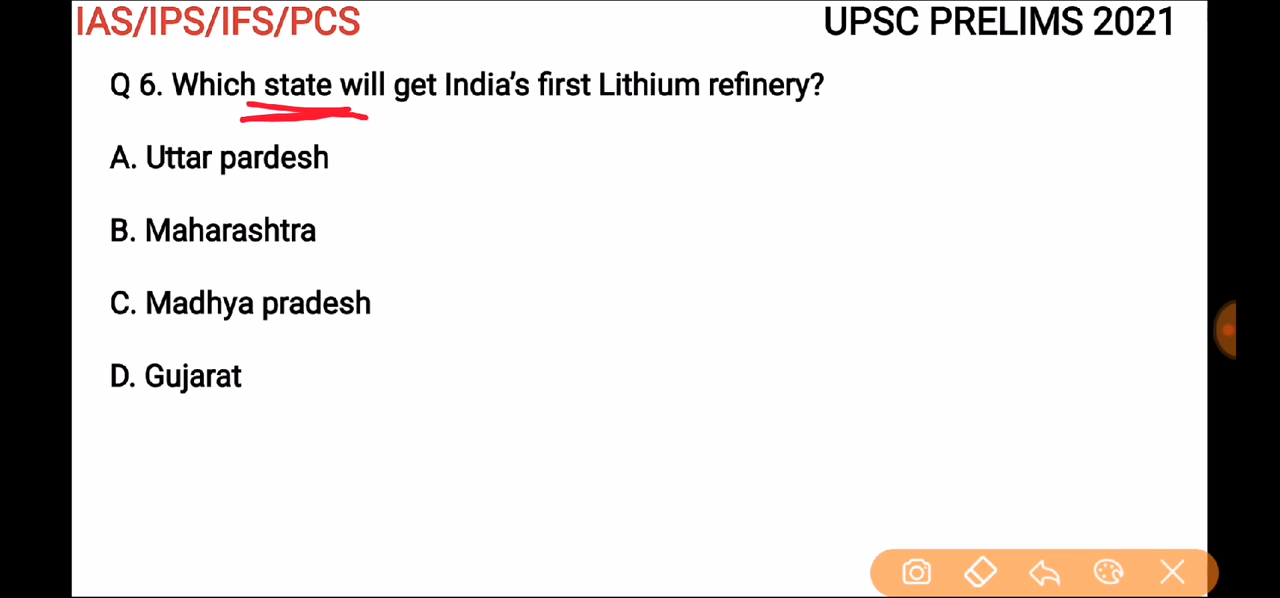 IAS/IPS/IFS/PCS
UPSC PRELIMS 2021
Q 6. Which state will get India's first Lithium refinery?
A. Uttar pardesh
B. Maharashtra
C. Madhya pradesh
D. Gujarat